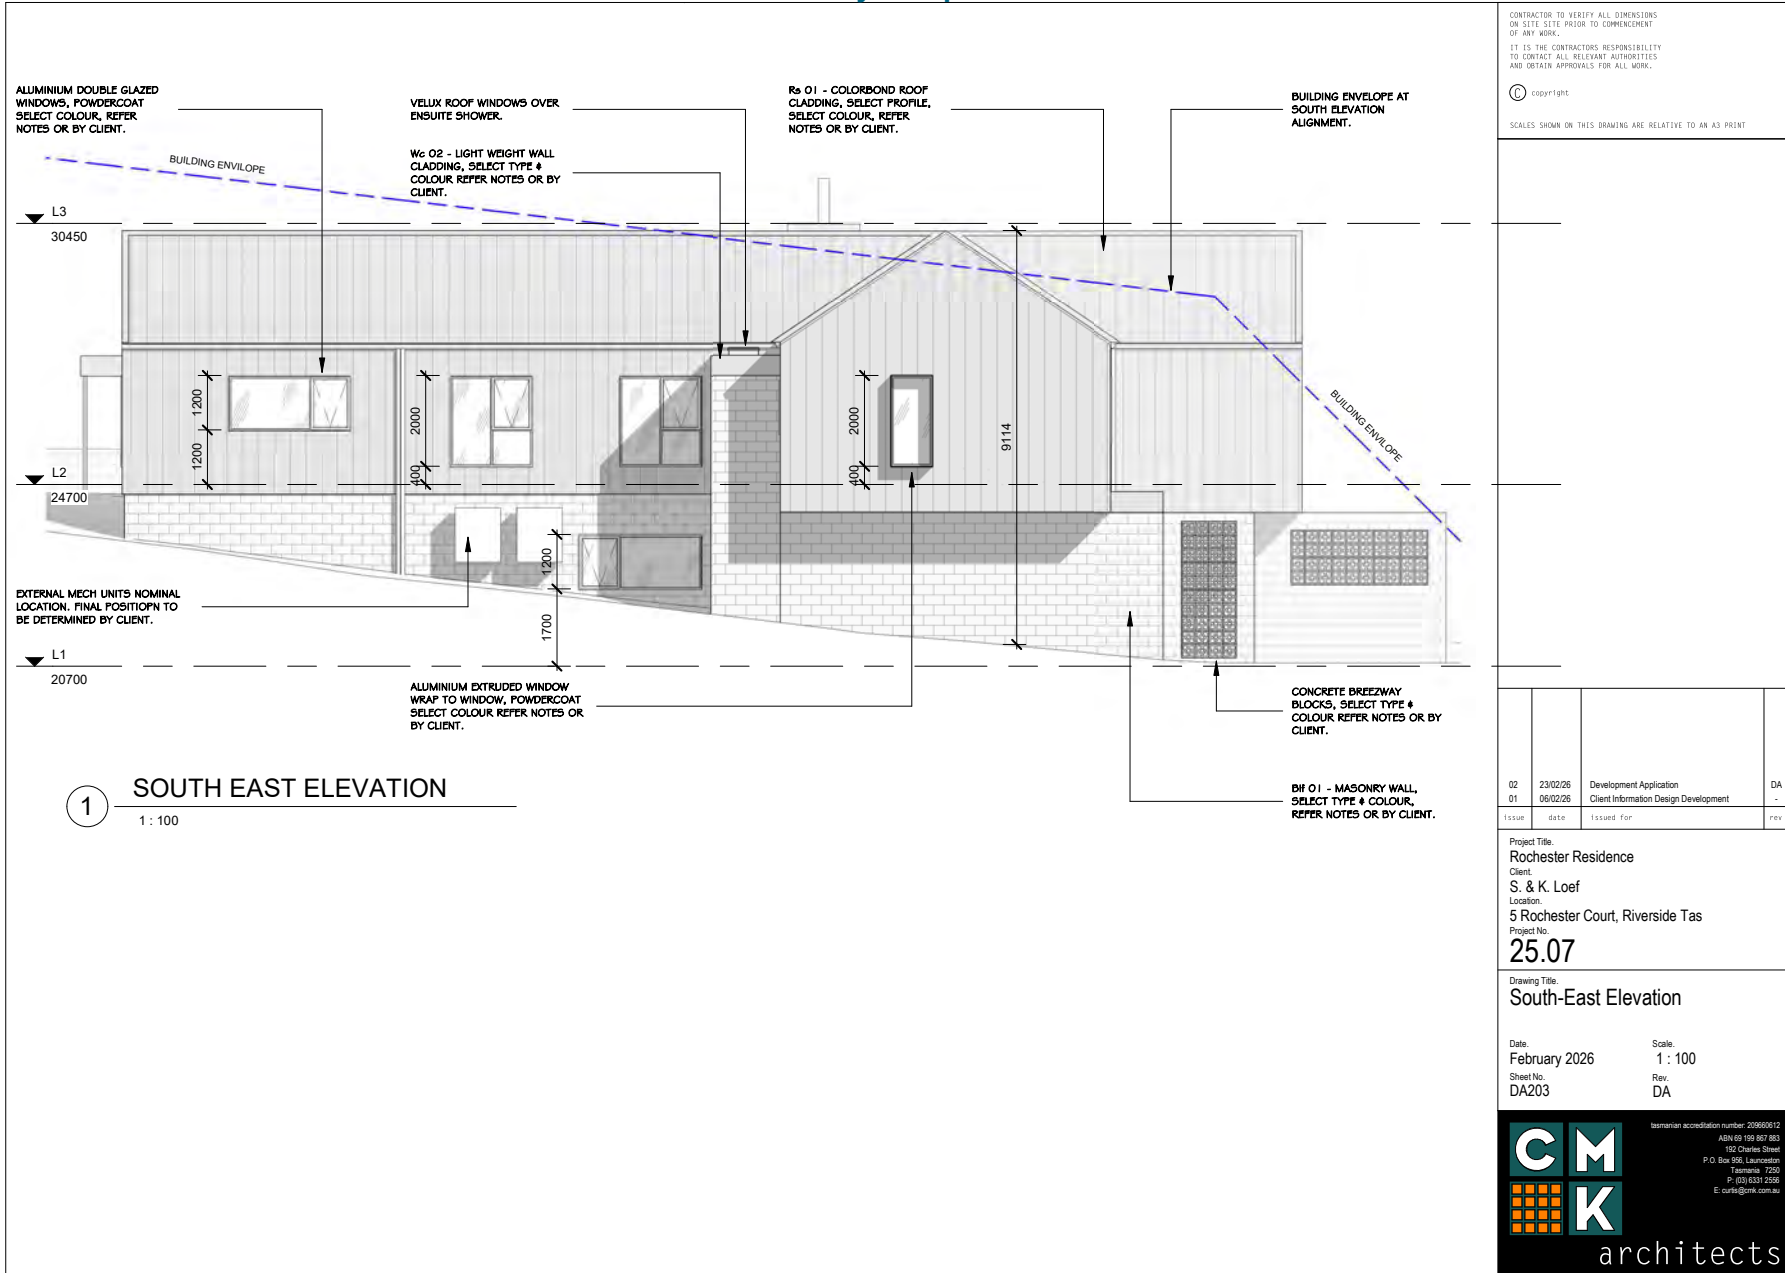 ALUMINIUM DOUBLE GLAZED
WINDOWS, POWDERCOAT
SELECT COLOUR, REFER
NOTES OR BY CLIENT.
VELUX ROOF WINDOWS OVER
ENSUITE SHOWER.
Wc 02 - LIGHT WEIGHT WALL
CLADDING, SELECT TYPE &
COLOUR REFER NOTES OR BY
CLIENT.
Rs 01 - COLORBOND ROOF
CLADDING, SELECT PROFILE,
SELECT COLOUR, REFER
NOTES OR BY CLIENT.
BUILDING ENVELOPE AT
SOUTH ELEVATION
ALIGNMENT.
BUILDING ENVILOPE
L3
30450
1200
1200
2000
400
2000
400
9114
BUILDING ENVILOPE
L2
24700
1200
1700
EXTERNAL MECH UNITS NOMINAL
LOCATION. FINAL POSITIOPN TO
BE DETERMINED BY CLIENT.
L1
20700
ALUMINIUM EXTRUDED WINDOW
WRAP TO WINDOW, POWDERCOAT
SELECT COLOUR REFER NOTES OR
BY CLIENT.
CONCRETE BREEZWAY
BLOCKS, SELECT TYPE &
COLOUR REFER NOTES OR BY
CLIENT.
Blf 01 - MASONRY WALL,
SELECT TYPE & COLOUR,
REFER NOTES OR BY CLIENT.
1
SOUTH EAST ELEVATION
1 : 100
CONTRACTOR TO VERIFY ALL DIMENSIONS
ON SITE SITE PRIOR TO COMMENCEMENT
OF ANY WORK.
IT IS THE CONTRACTORS RESPONSIBILITY
TO CONTACT ALL RELEVANT AUTHORITIES
AND OBTAIN APPROVALS FOR ALL WORK.
C copyright
SCALES SHOWN ON THIS DRAWING ARE RELATIVE TO AN A3 PRINT
02 23/02/26 Development Application DA
01 06/02/26 Client Information Design Development -
issue date issued for rev
Project Title.
Rochester Residence
Client.
S. & K. Loef
Location.
5 Rochester Court, Riverside Tas
Project No.
25.07
Drawing Title.
South-East Elevation
Date. Scale.
February 2026 1 : 100
Sheet No. Rev.
DA203 DA
CMK
architects
tasmanian accreditation number: 209660612
ABN 69 199 867 883
192 Charles Street
P.O. Box 956, Launceston
Tasmania 7250
P: (03) 6331 2556
E: curtis@cmk.com.au